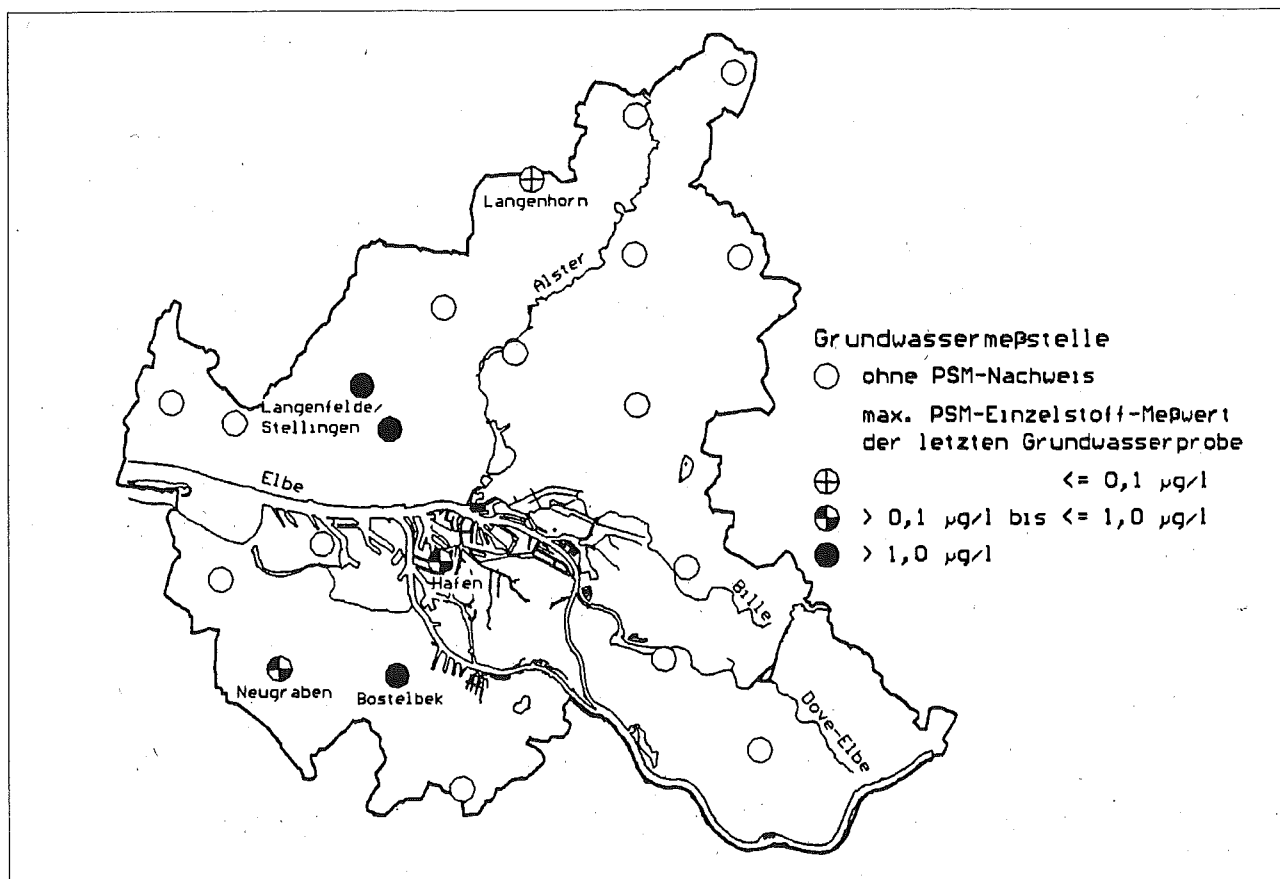 Langenhorn
Alster
Grundwassermeßstelle
ohne PSM-Nachweis
Langenfelde/
Stellingen
max. PSM-Einzelstoff-Meßwert
der letzten Grundwasserprobe
Elbe
<= 0,1 µg/l
> 0,1 µg/l bis <= 1,0 µg/l
> 1,0 µg/l
Hafen
Bille
Neugraben
Bostelbek
Dove-Elbe